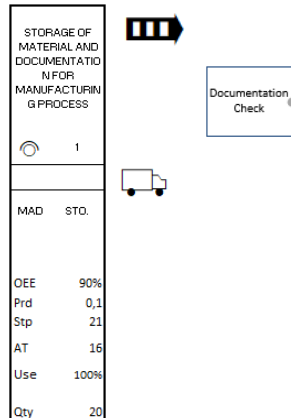 STORAGE OF
MATERIAL AND
DOCUMENTATIO
N FOR
MANUFACTURIN
G PROCESS
1
Documentation
Check
MAD STO.
OEE 90%
Prd 0,1
Stp 21
AT 16
Use 100%
Qty 20